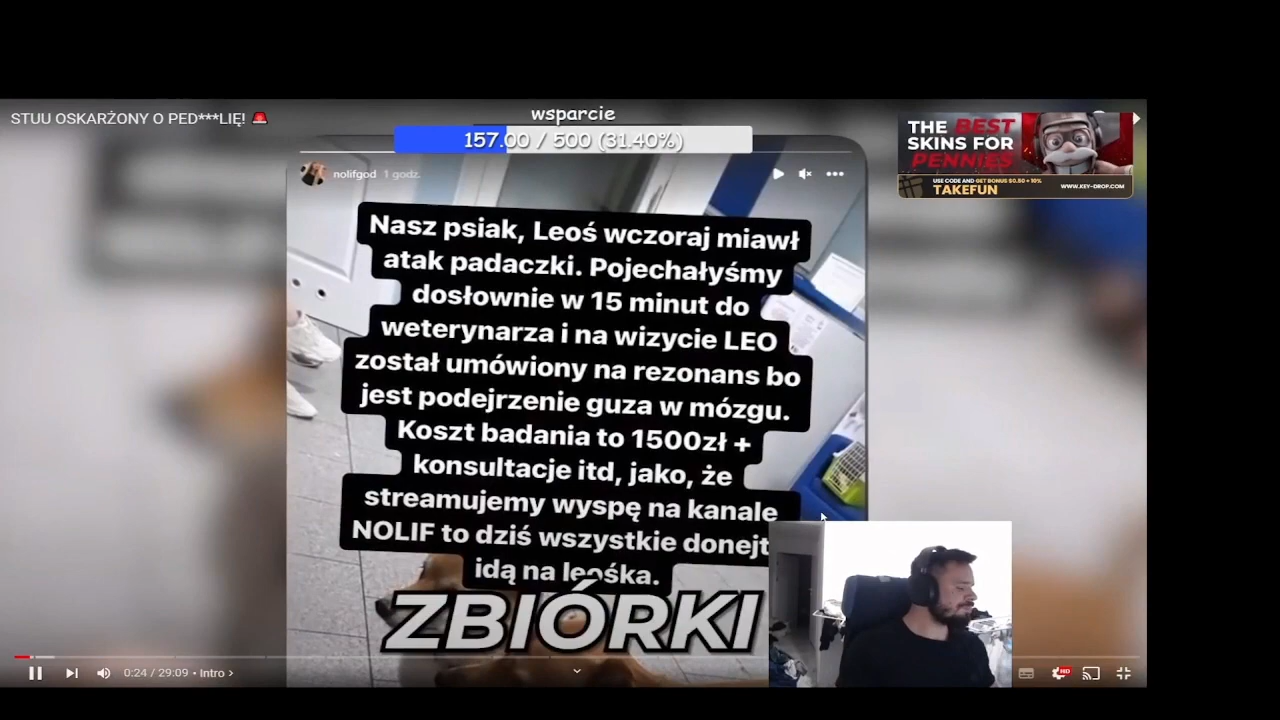 STUU OSKARŻONY O PED***LIĘ! 🚨
wsparcie
157.00 / 500 (31.40%)
THE BEST
SKINS FOR
PENNIES
USE CODE AND GET BONUS $0.50 + 10%
TAKEFUN
WWW.KEY-DROP.COM
nolifgod 1 godz.
Nasz psiak, Leoś wczoraj miawł
atak padaczki. Pojechałyśmy
dosłownie w 15 minut do
weterynarza i na wizycie LEO
został umówiony na rezonans bo
jest podejrzenie guza w mózgu.
Koszt badania to 1500zł +
konsultacje itd, jako, że
streamujemy wyspę na kanale
NOLIF to dziś wszystkie donejt
idą na leośka.
ZBIÓRKI
0:24 / 29:09 • Intro ›
HD